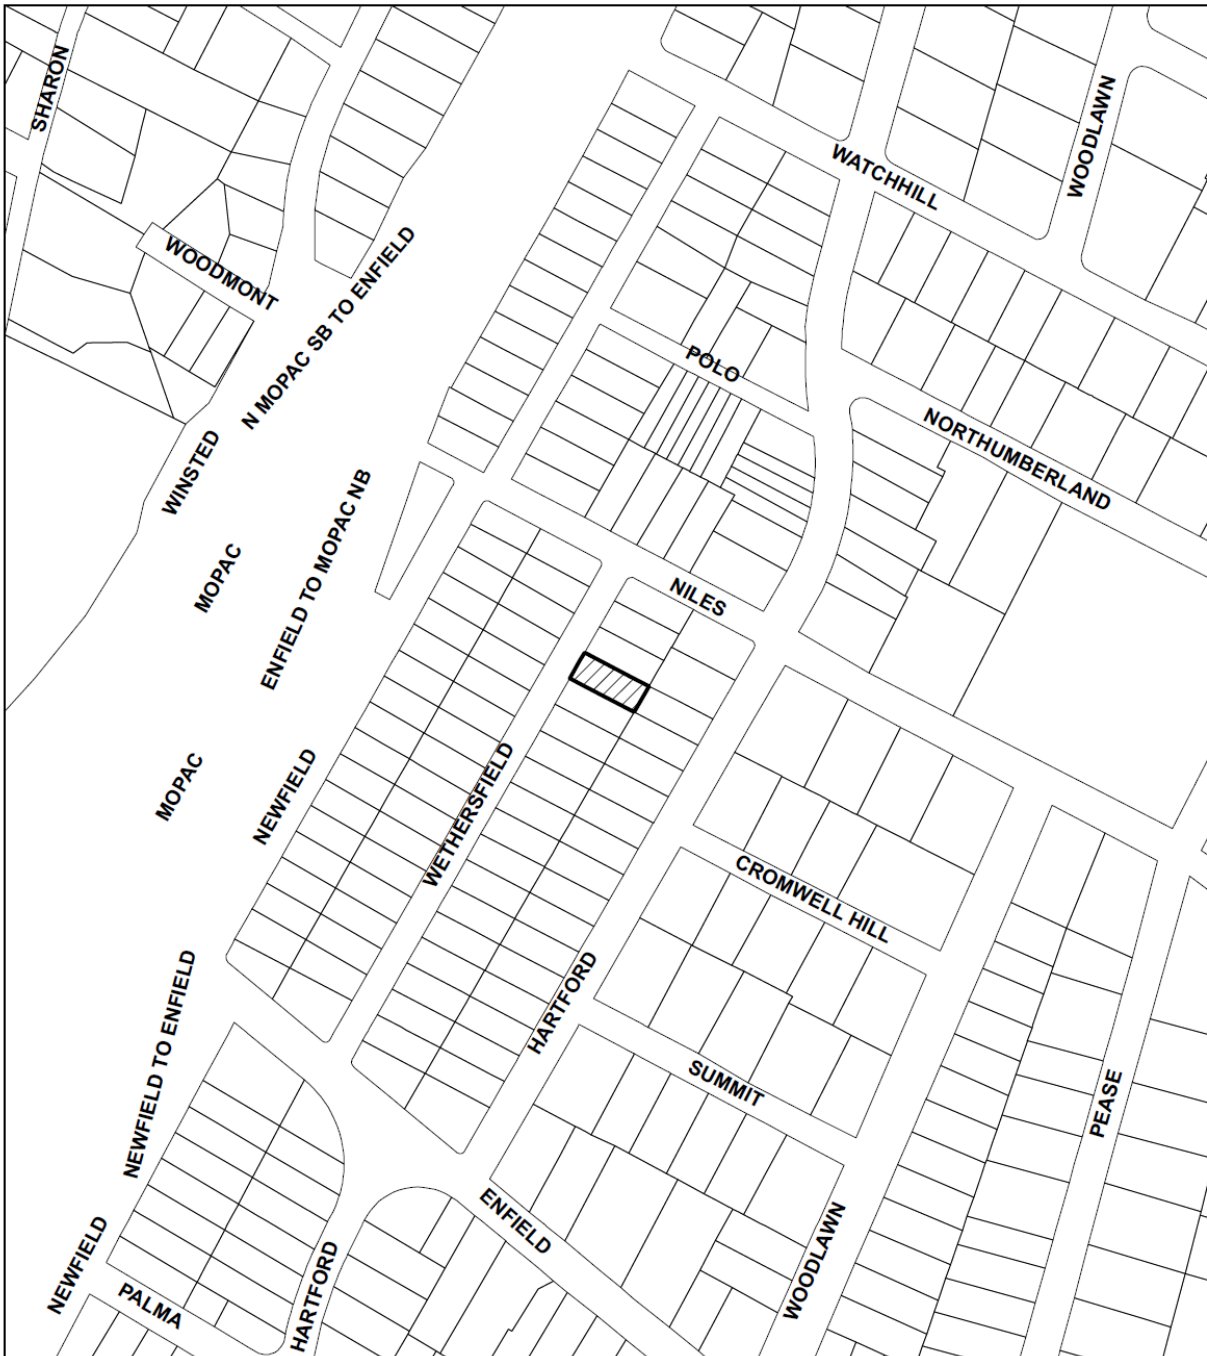 SHARON
WOODLAWN
WATCHHILL
WOODMONT
N MOPAC SB TO ENFIELD
POLO
NORTHUMBERLAND
WINSTED
ENFIELD TO MOPAC NB
MOPAC
NILES
MOPAC
NEWFIELD
WETHERSFIELD
CROMWELL HILL
HARTFORD
NEWFIELD TO ENFIELD
SUMMIT
PEASE
ENFIELD
WOODLAWN
NEWFIELD
PALMA
HARTFORD